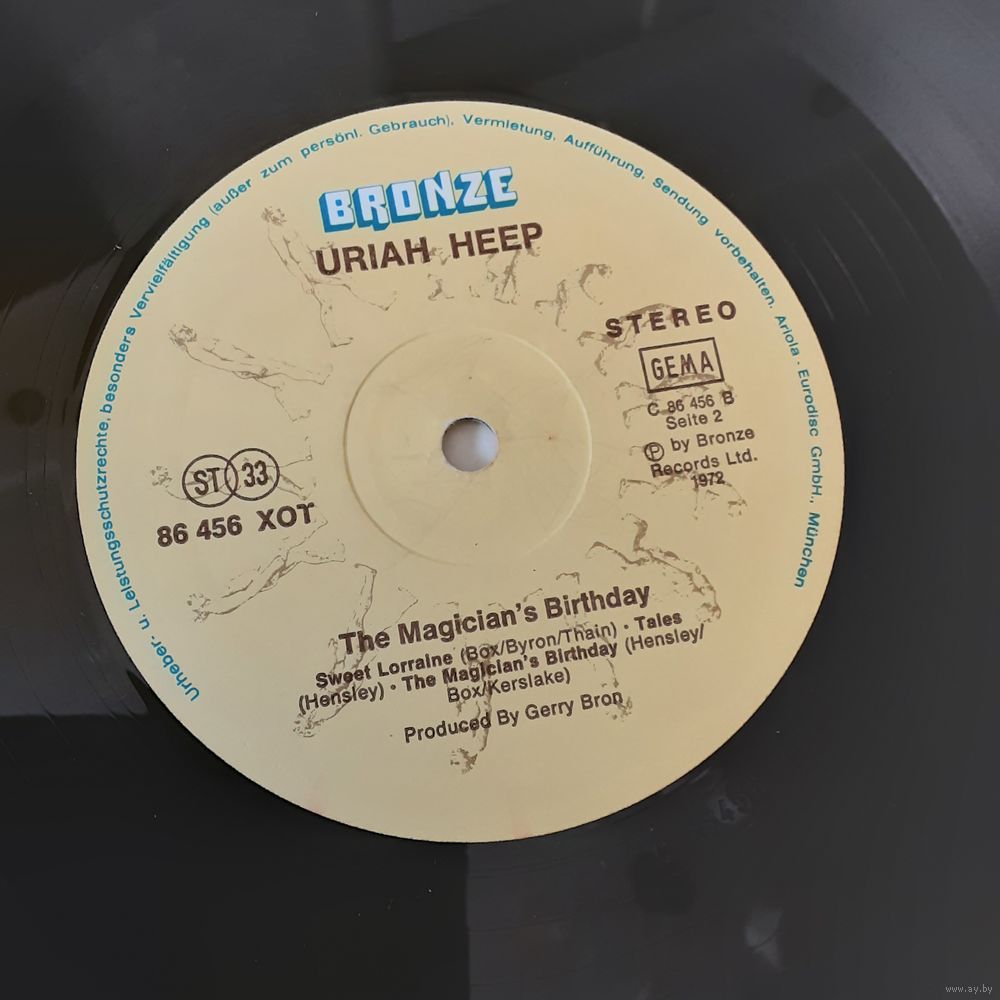 Urheber- u. Leistungsschutzrechte, besonders Vervielfältigung (außer zum persönl. Gebrauch), Vermietung, Aufführung, Sendung vorbehalten. Ariola - Eurodisc GmbH., München
BRONZE
URIAH HEEP
STEREO
GEMA
C 86 456 B
Seite 2
℗ by Bronze
Records Ltd.
1972
ST 33
86 456 XOT
The Magician's Birthday
Sweet Lorraine (Box/Byron/Thain) · Tales
(Hensley) · The Magician's Birthday (Hensley/
Box/Kerslake)
Produced By Gerry Bron
www.ay.by